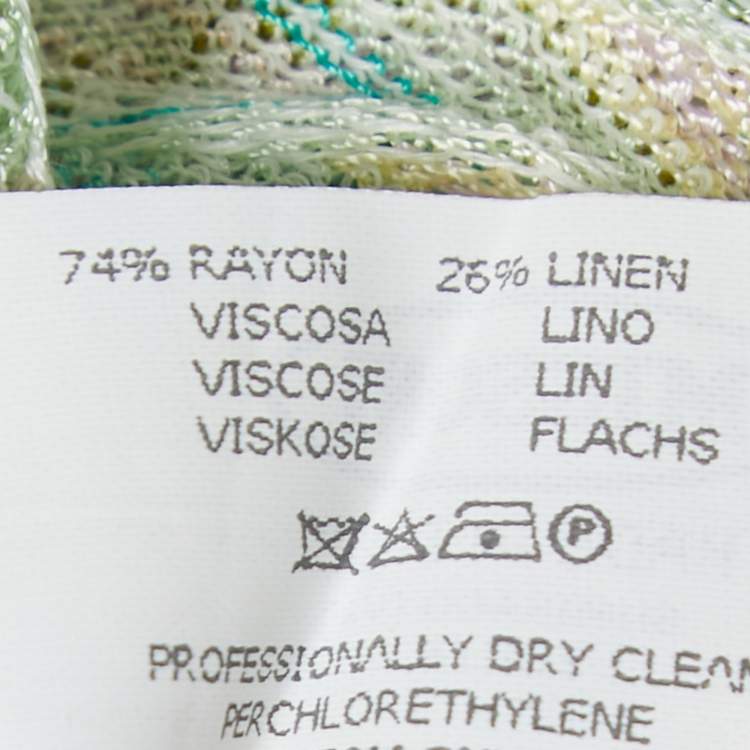 74% RAYON 26% LINEN
VISCOSA LINO
VISCOSE LIN
VISKOSE FLACHS
P
PROFESSIONALLY DRY CLEAN
PERCHLORETHYLENE